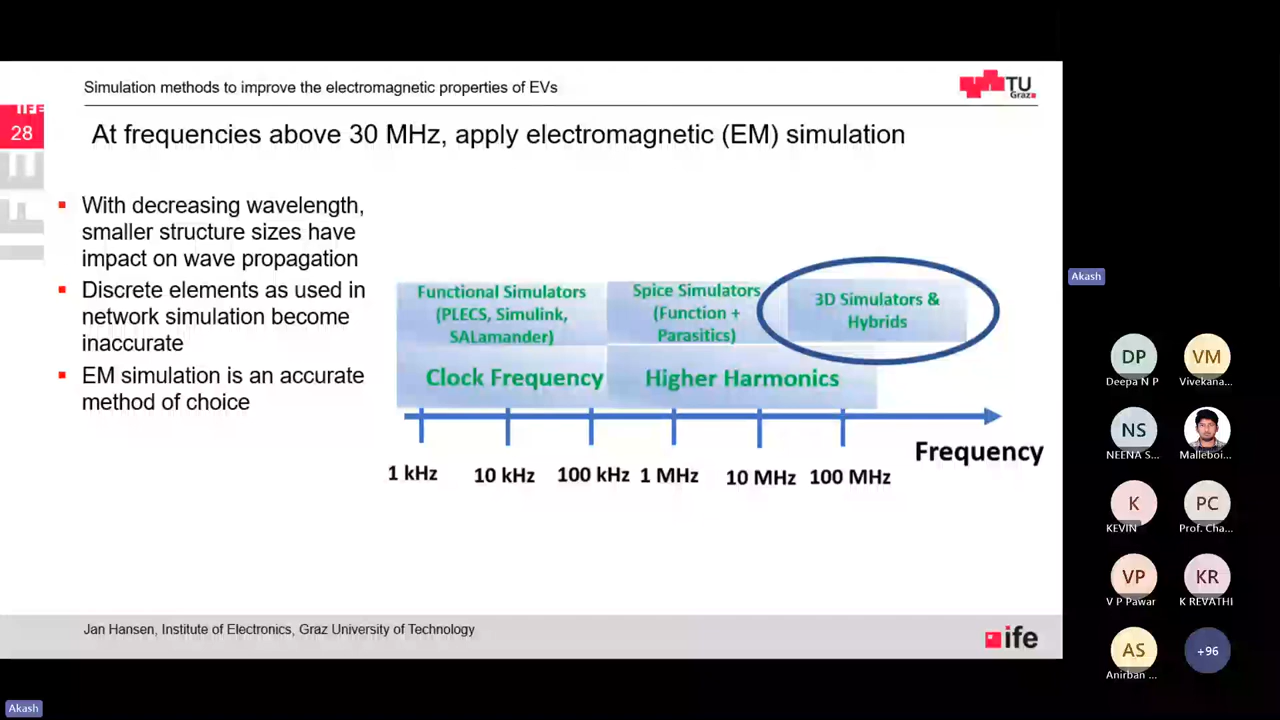 Simulation methods to improve the electromagnetic properties of EVs
TU
Graz
IFE
28
IFE
At frequencies above 30 MHz, apply electromagnetic (EM) simulation
With decreasing wavelength,
smaller structure sizes have
impact on wave propagation
Discrete elements as used in
network simulation become
inaccurate
EM simulation is an accurate
method of choice
Functional Simulators
(PLECS, Simulink,
SALamander)
Spice Simulators
(Function +
Parasitics)
3D Simulators &
Hybrids
Clock Frequency
Higher Harmonics
Frequency
1 kHz
10 kHz
100 kHz
1 MHz
10 MHz
100 MHz
Jan Hansen, Institute of Electronics, Graz University of Technology
ife
Akash
DP
Deepa N P
VM
Vivekana...
NS
NEENA S...
Malleboi...
K
KEVIN
PC
Prof. Cha...
VP
V P Pawar
KR
K REVATHI
AS
Anirban ...
+96
Akash